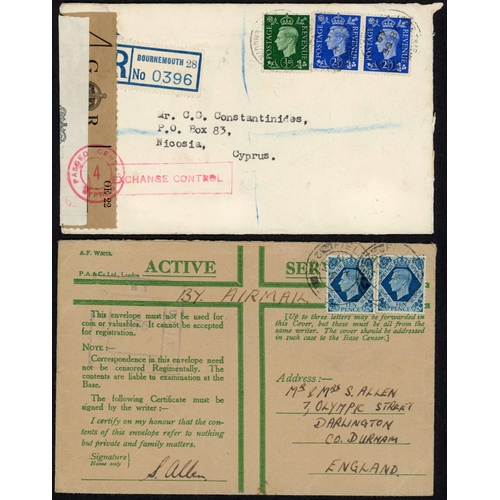 POSTAGE REVENUE
POSTAGE REVENUE
POSTAGE REVENUE
R
BOURNEMOUTH 28
No 0396
Mr. C.C. Constantinides,
P.O. Box 83,
Nicosia,
Cyprus.
4
OE 22
EXCHANGE CONTROL
A.F. W3078.
P.A.& Co.Ltd., London
ACTIVE
BY AIRMAIL
This envelope must not be used for
coin or valuables. It cannot be
accepted for registration.
NOTE:—
Correspondence in this envelope need
not be censored Regimentally. The
contents are liable to examination at the
Base.
The following Certificate must
be signed by the writer:—
I certify on my honour that the con-
tents of this envelope refer to nothing
but private and family matters.
Signature
Name only
S. Allen
[Up to three letters may be forwarded in
this Cover, but these must be all from the
same writer. The Cover should be addressed
in such case to the Base Censor.]
Address:—
Mr & Mrs S. ALLEN
7, OLYMPIC STREET
DARLINGTON
CO. DURHAM
ENGLAND.